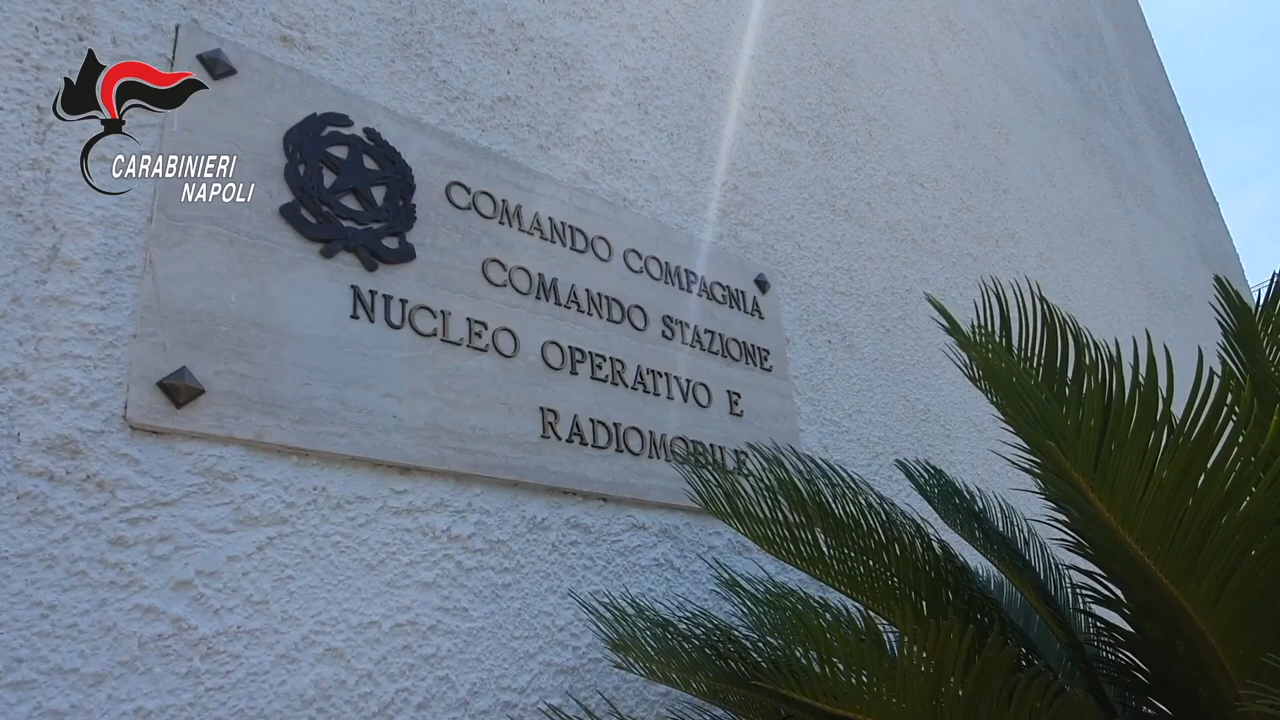 CARABINIERI
NAPOLI
COMANDO COMPAGNIA
COMANDO STAZIONE
NUCLEO OPERATIVO E
RADIOMOBILE